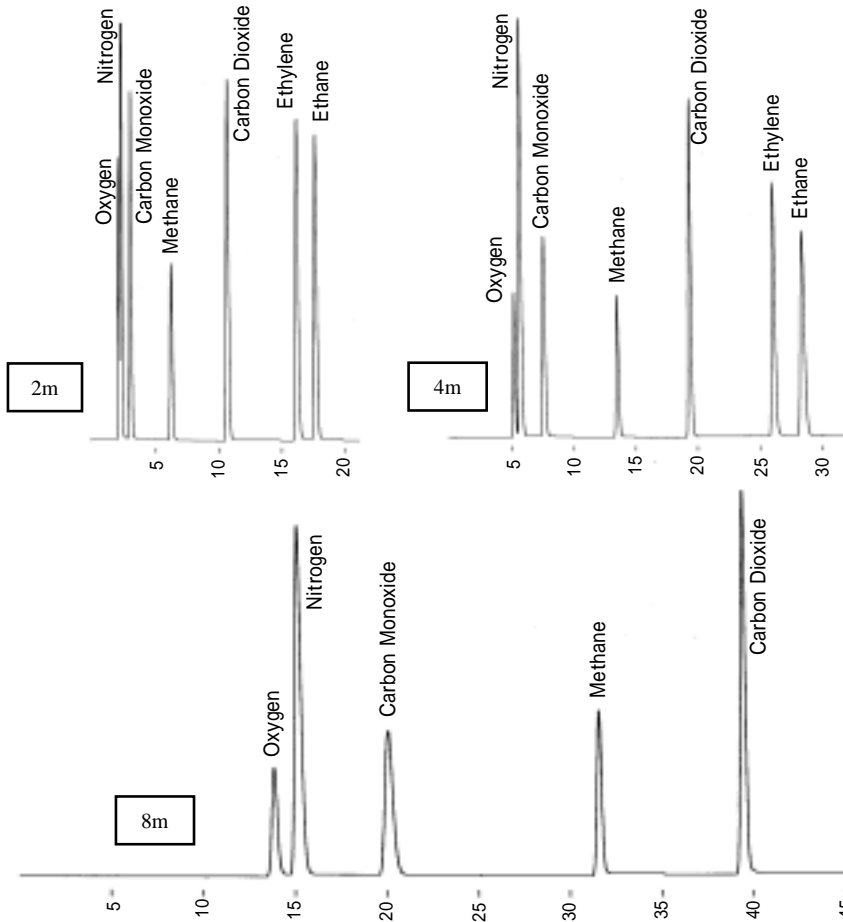 Oxygen
Nitrogen
Carbon Monoxide
Methane
Carbon Dioxide
Ethylene
Ethane
2m
5
10
15
20
Oxygen
Nitrogen
Carbon Monoxide
Methane
Carbon Dioxide
Ethylene
Ethane
4m
5
10
15
20
25
30
Oxygen
Nitrogen
Carbon Monoxide
Methane
Carbon Dioxide
8m
5
10
15
20
25
30
35
40
45